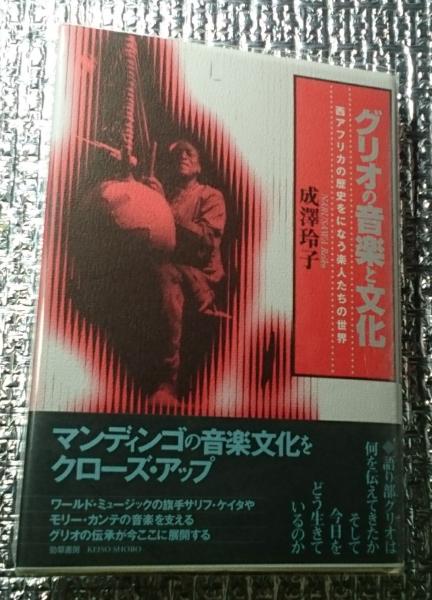 グリオの音楽と文化
西アフリカの歴史をになう楽人たちの世界
成澤玲子
NARUSAWA Reiko
マンディンゴの音楽文化を
クローズ・アップ
ワールド・ミュージックの旗手サリフ・ケイタや
モリー・カンテの音楽を支える
グリオの伝承が今ここに展開する
勁草書房 KEISO SHOBO
◆語り部グリオは
何を伝えてきたか
そして
今日を
どう生きて
いるのか